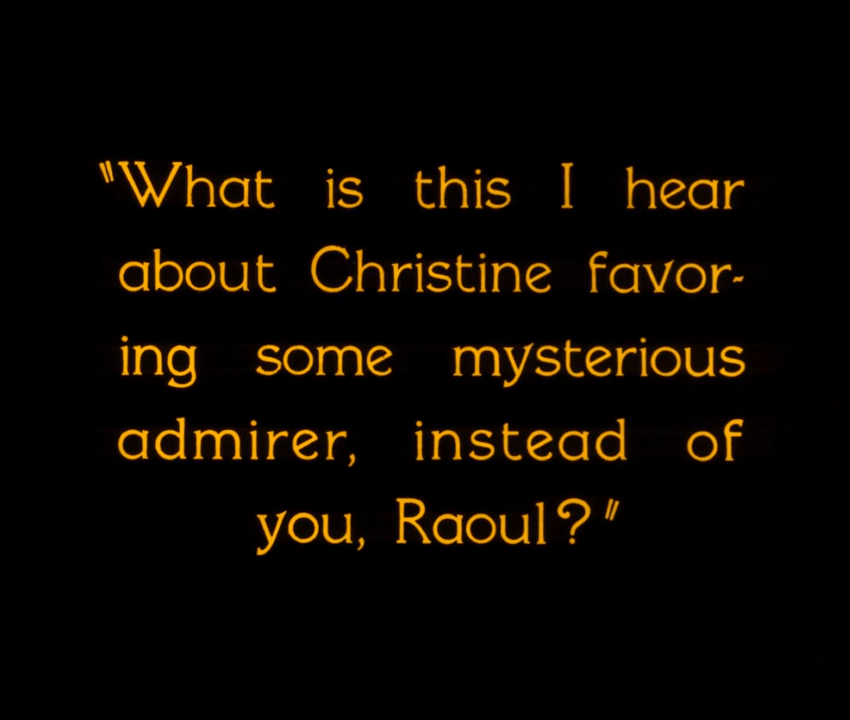 "What is this I hear
about Christine favor-
ing some mysterious
admirer, instead of
you, Raoul?"